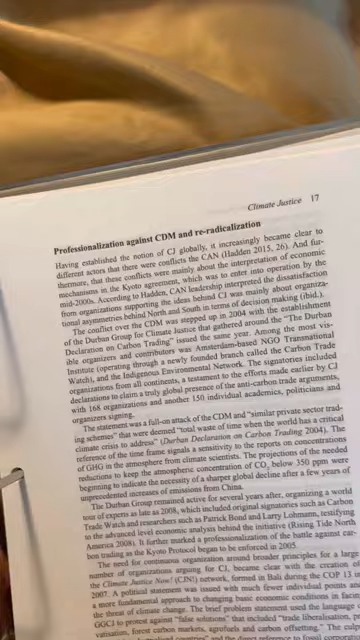 Climate Justice 17
Professionalization against CDM and re-radicalization
Having established the notion of CJ globally, it increasingly became clear to
different actors that there were conflicts the CAN (Hadden 2015, 26). And fur-
thermore, that these conflicts were mainly about the interpretation of economic
mechanisms in the Kyoto agreement, which was to enter into operation by the
mid-2000s. According to Hadden, CAN leadership interpreted the dissatisfaction
from organizations supporting the ideas behind CJ was mainly about organiza-
tional asymmetries behind North and South in terms of decision making (ibid.).
The conflict over the CDM was stepped up in 2004 with the establishment
of the Durban Group for Climate Justice that gathered around the "The Durban
Declaration on Carbon Trading" issued the same year. Among the most vis-
ible organizers and contributors was Amsterdam-based NGO Transnational
Institute (operating through a newly founded branch called the Carbon Trade
Watch), and the Indigenous Environmental Network. The signatories included
organizations from all continents, a testament to the efforts made earlier by CJ
declarations to claim a truly global presence of the anti-carbon trade arguments,
with 168 organizations and another 150 individual academics, politicians and
organizers signing.
The statement was a full-on attack of the CDM and "similar private sector trad-
ing schemes" that were deemed "total waste of time when the world has a critical
climate crisis to address" (Durban Declaration on Carbon Trading 2004). The
reference of the time frame signals a sensitivity to the reports on concentrations
of GHG in the atmosphere from climate scientists. The projections of the needed
reductions to keep the atmospheric concentration of CO2 below 350 ppm were
beginning to indicate the necessity of a sharper global decline after a few years of
unprecedented increases of emissions from China.
The Durban Group remained active for several years after, organizing a world
tour of experts as late as 2008, which included original signatories such as Carbon
Trade Watch and researchers such as Patrick Bond and Larry Lohmann, testifying
to the advanced level economic analysis behind the initiative (Rising Tide North
America 2008). It further marked a professionalization of the battle against car-
bon trading as the Kyoto Protocol began to be enforced in 2005.
The need for continuous organization around broader principles for a large
number of organizations arguing for CJ, became clear with the creation of
the Climate Justice Now! (CJN!) network, formed in Bali during the COP 13 in
2007. A political statement was issued with much fewer individual points and
a more fundamental approach to changing basic economic conditions in facing
the threat of climate change. The brief problem statement used the language
GGCJ to protest against "false solutions" that included "trade liberalisation, pri-
vatisation, forest carbon markets, agrofuels and carbon offsetting." The culp